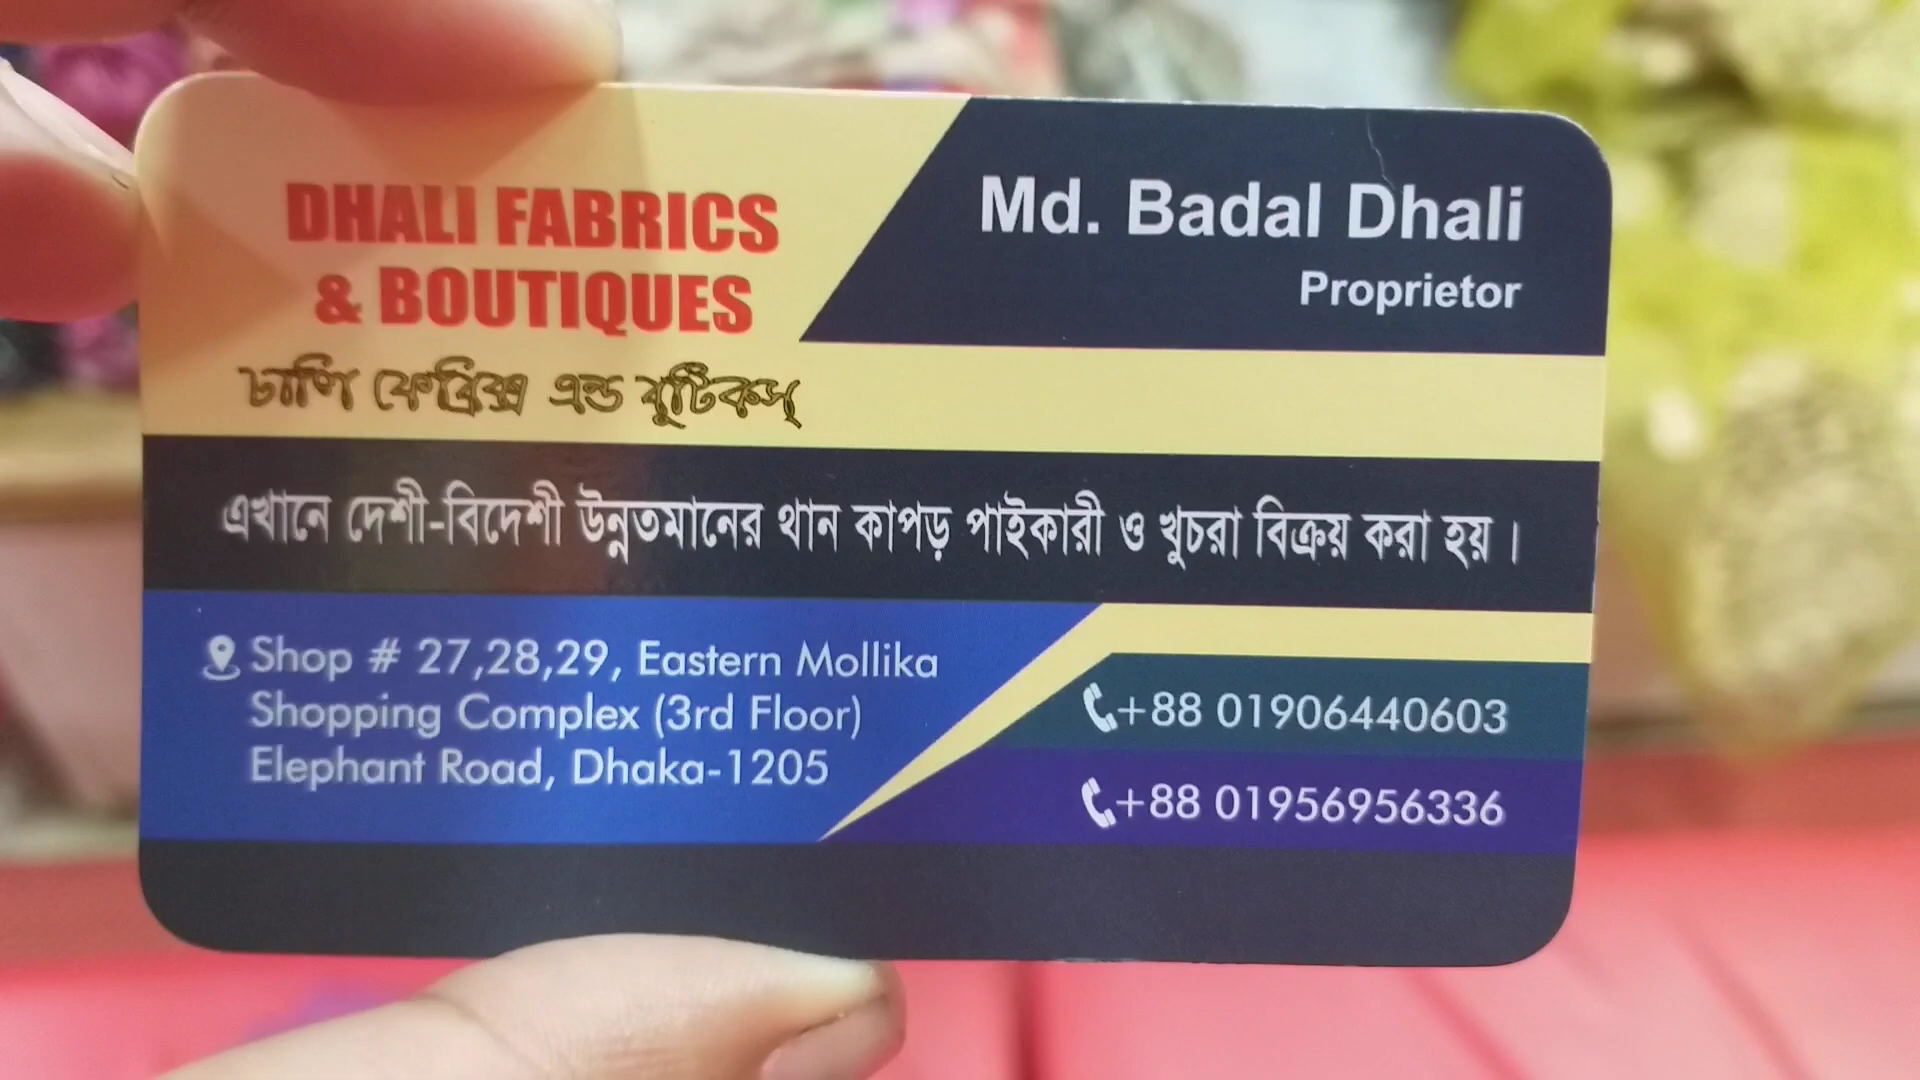 DHALI FABRICS
& BOUTIQUES
ঢালি ফেব্রিক্স এন্ড বুটিকস্
Md. Badal Dhali
Proprietor
এখানে দেশী-বিদেশী উন্নতমানের থান কাপড় পাইকারী ও খুচরা বিক্রয় করা হয়।
Shop # 27,28,29, Eastern Mollika
Shopping Complex (3rd Floor)
Elephant Road, Dhaka-1205
+88 01906440603
+88 01956956336